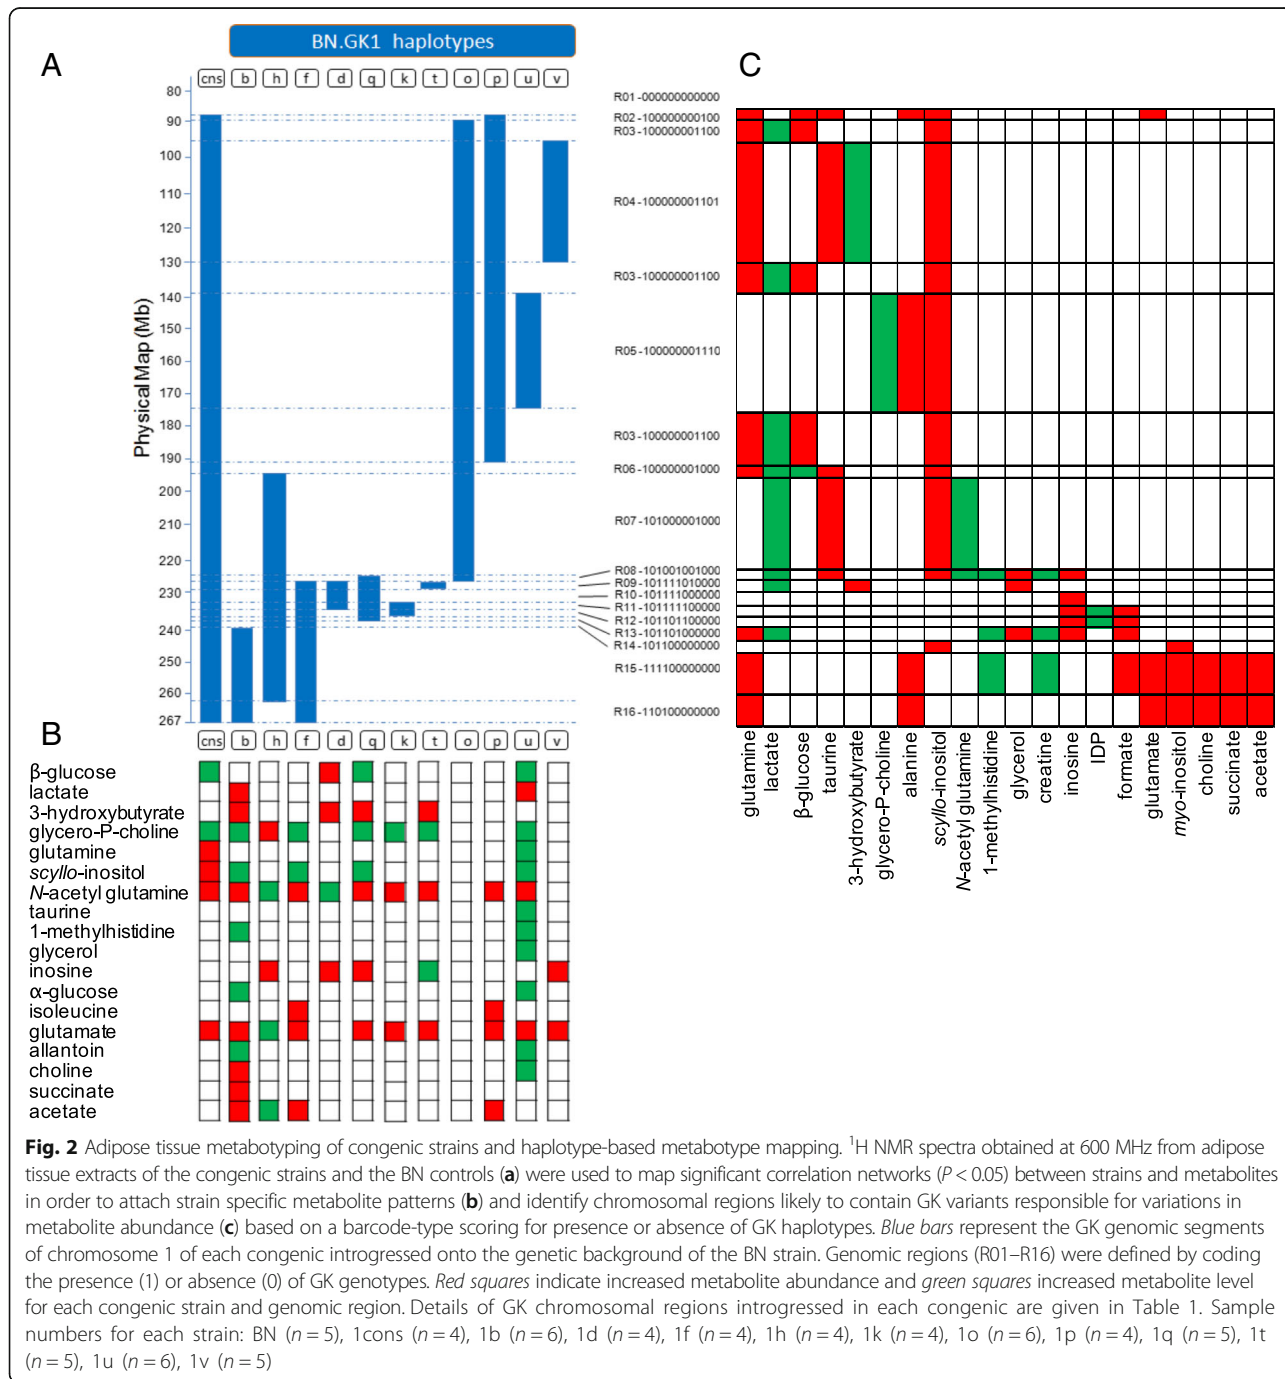 BN.GK1 haplotypes
A
C
cns b h f d q k t o p u v
Physical Map (Mb)
80
90
100
110
120
130
140
150
160
170
180
190
200
210
220
230
240
250
260
267
R01-000000000000
R02-100000000100
R03-100000001100
R04-100000001101
R03-100000001100
R05-100000001110
R03-100000001100
R06-100000001000
R07-101000001000
R08-101001001000
R09-101111010000
R10-101111000000
R11-101111100000
R12-101101100000
R13-101101000000
R14-101100000000
R15-111100000000
R16-110100000000
glutamine
lactate
β-glucose
taurine
3-hydroxybutyrate
glycero-P-choline
alanine
scyllo-inositol
N-acetyl glutamine
1-methylhistidine
glycerol
creatine
inosine
IDP
formate
glutamate
myo-inositol
choline
succinate
acetate
B
cns b h f d q k t o p u v
β-glucose
lactate
3-hydroxybutyrate
glycero-P-choline
glutamine
scyllo-inositol
N-acetyl glutamine
taurine
1-methylhistidine
glycerol
inosine
α-glucose
isoleucine
glutamate
allantoin
choline
succinate
acetate
Fig. 2 Adipose tissue metabotyping of congenic strains and haplotype-based metabotype mapping. ¹H NMR spectra obtained at 600 MHz from adipose
tissue extracts of the congenic strains and the BN controls (a) were used to map significant correlation networks (P < 0.05) between strains and metabolites
in order to attach strain specific metabolite patterns (b) and identify chromosomal regions likely to contain GK variants responsible for variations in
metabolite abundance (c) based on a barcode-type scoring for presence or absence of GK haplotypes. Blue bars represent the GK genomic segments
of chromosome 1 of each congenic introgressed onto the genetic background of the BN strain. Genomic regions (R01–R16) were defined by coding
the presence (1) or absence (0) of GK genotypes. Red squares indicate increased metabolite abundance and green squares increased metabolite level
for each congenic strain and genomic region. Details of GK chromosomal regions introgressed in each congenic are given in Table 1. Sample
numbers for each strain: BN (n = 5), 1cons (n = 4), 1b (n = 6), 1d (n = 4), 1f (n = 4), 1h (n = 4), 1k (n = 4), 1o (n = 6), 1p (n = 4), 1q (n = 5), 1t
(n = 5), 1u (n = 6), 1v (n = 5)